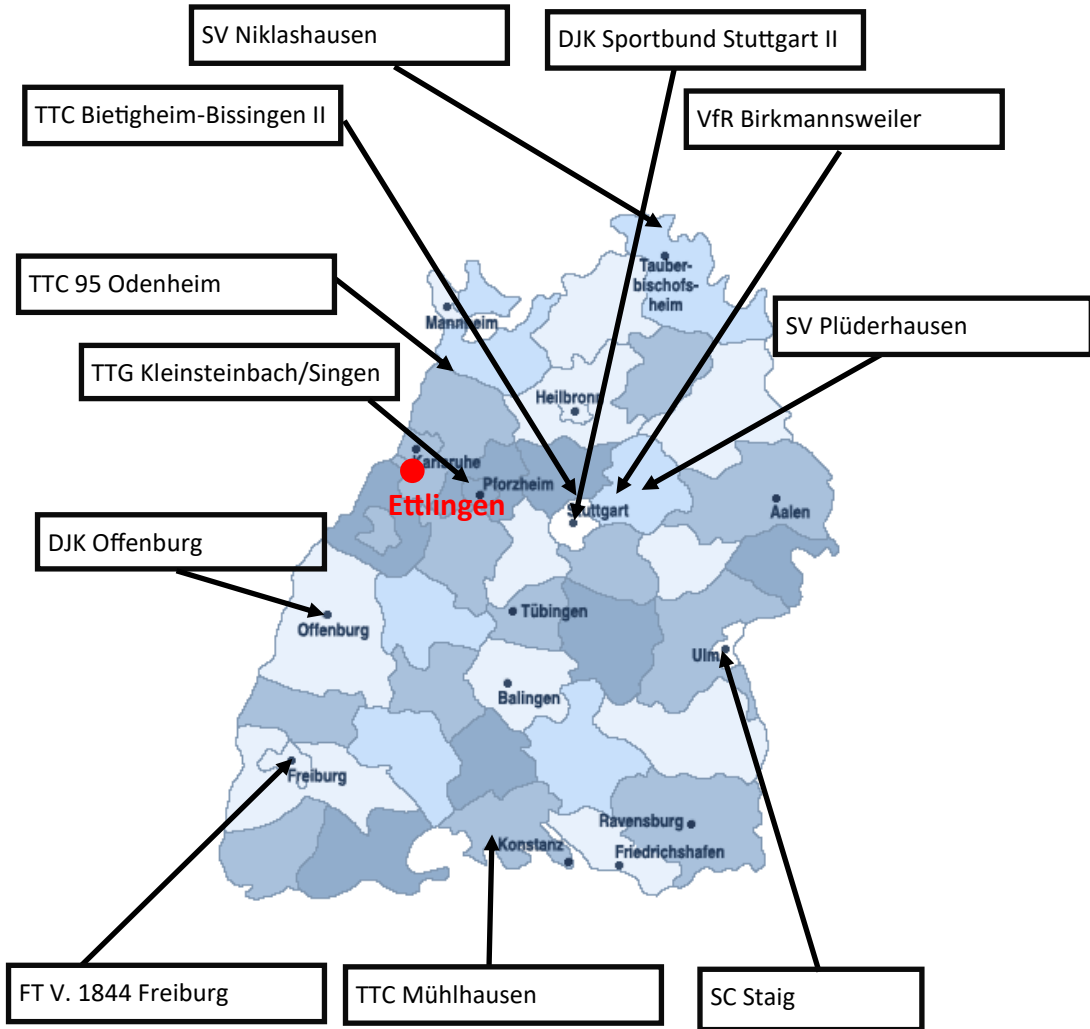 SV Niklashausen
DJK Sportbund Stuttgart II
TTC Bietigheim-Bissingen II
VfR Birkmannsweiler
Tauber-
bischofs-
heim
TTC 95 Odenheim
Mannheim
SV Plüderhausen
TTG Kleinsteinbach/Singen
Heilbronn
Karlsruhe
Pforzheim
Ettlingen
Stuttgart
Aalen
DJK Offenburg
Tübingen
Offenburg
Ulm
Balingen
Freiburg
Ravensburg
Konstanz
Friedrichshafen
FT V. 1844 Freiburg
TTC Mühlhausen
SC Staig